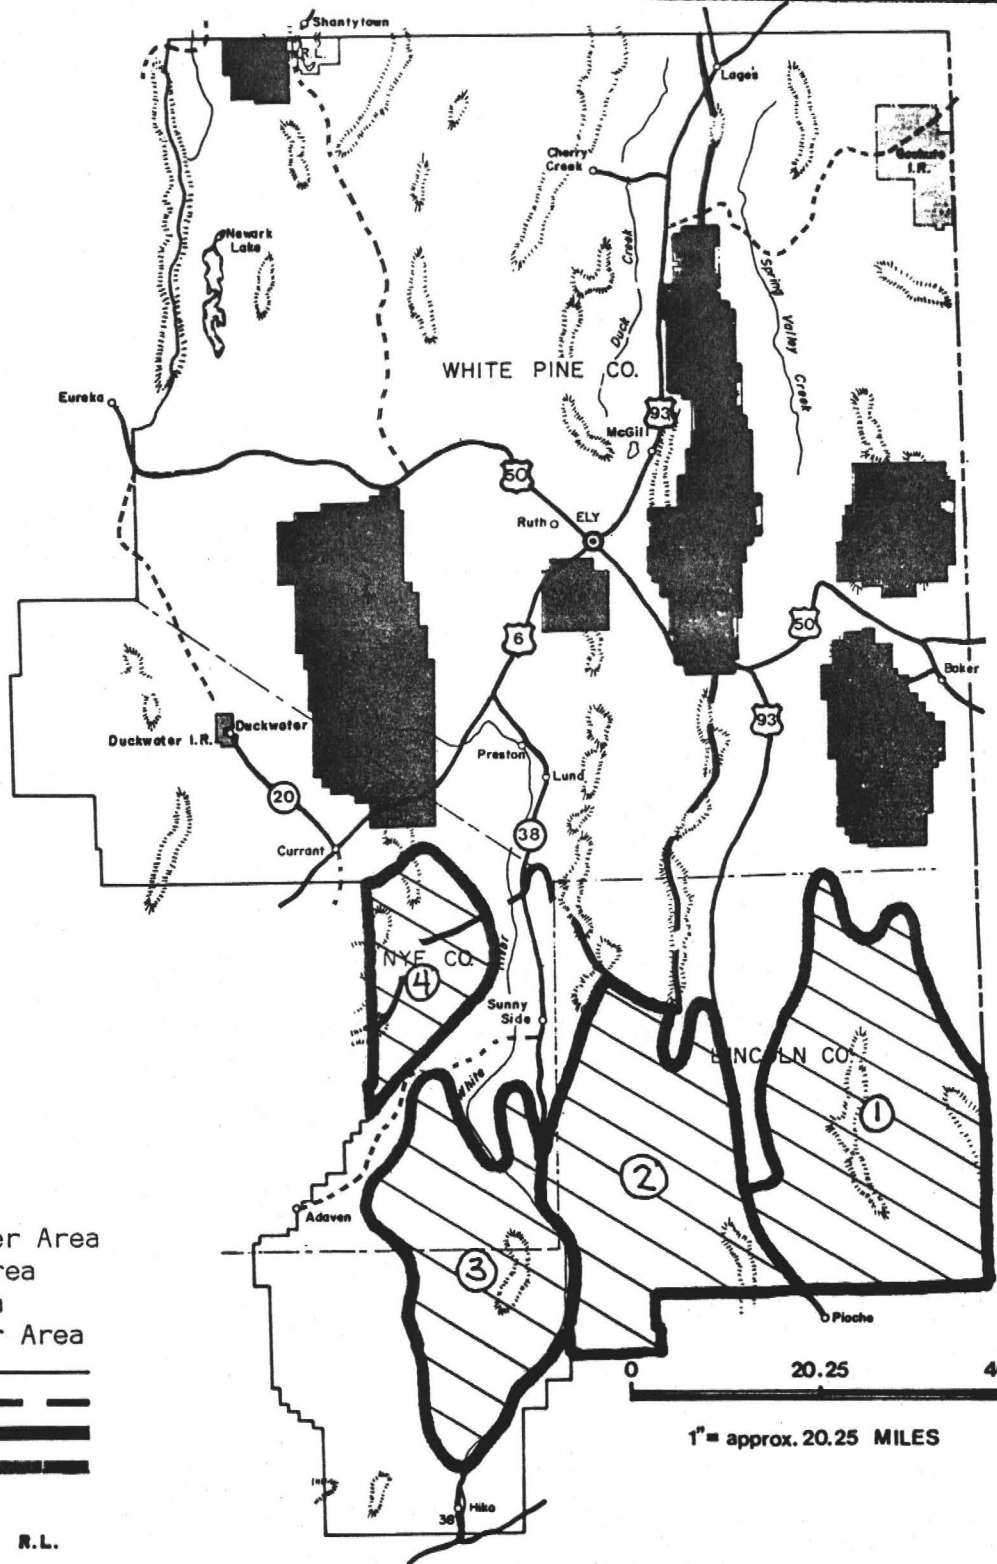 Shantytown
R.L.
Lages
Goshute
I.R.
Cherry
Creek
Newark
Lake
Duck Creek
Spring Valley Creek
WHITE PINE CO.
Eureka
93
McGill
50
Ruth
ELY
6
50
Baker
93
Duckwater
Duckwater I.R.
Preston
Lund
20
38
Currant
NYE CO.
4
Sunny
Side
LINCOLN CO.
White
1
2
Adaven
er Area
rea
r Area
3
Pioche
0 20.25 4
1"= approx. 20.25 MILES
Hiko
38
R.L.